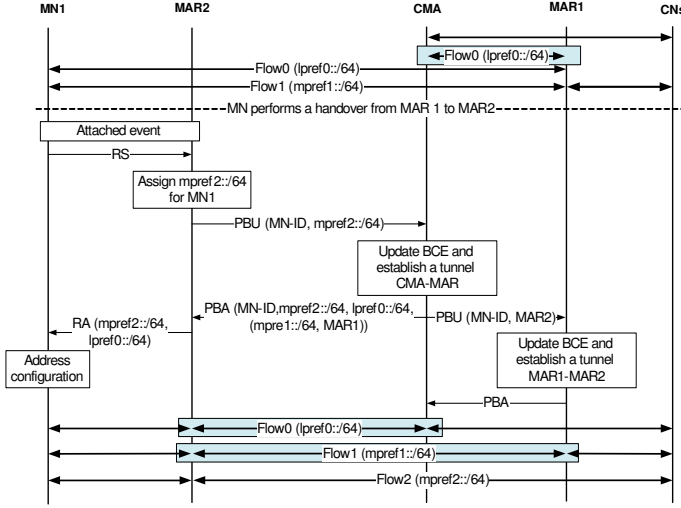 MN1 MAR2 CMA MAR1 CNs
Flow0 (lpref0::/64)
Flow0 (lpref0::/64)
Flow1 (mpref1::/64)
MN performs a handover from MAR 1 to MAR2
Attached event
RS
Assign mpref2::/64
for MN1
PBU (MN-ID, mpref2::/64)
Update BCE and
establish a tunnel
CMA-MAR
PBA (MN-ID,mpref2::/64, lpref0::/64,
(mpre1::/64, MAR1))
PBU (MN-ID, MAR2)
RA (mpref2::/64,
lpref0::/64)
Update BCE and
establish a tunnel
MAR1-MAR2
Address
configuration
PBA
Flow0 (lpref0::/64)
Flow1 (mpref1::/64)
Flow2 (mpref2::/64)